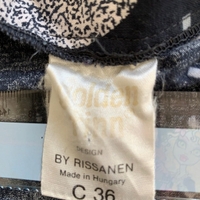 DESIGN
BY RISSANEN
Made in Hungary
C 36